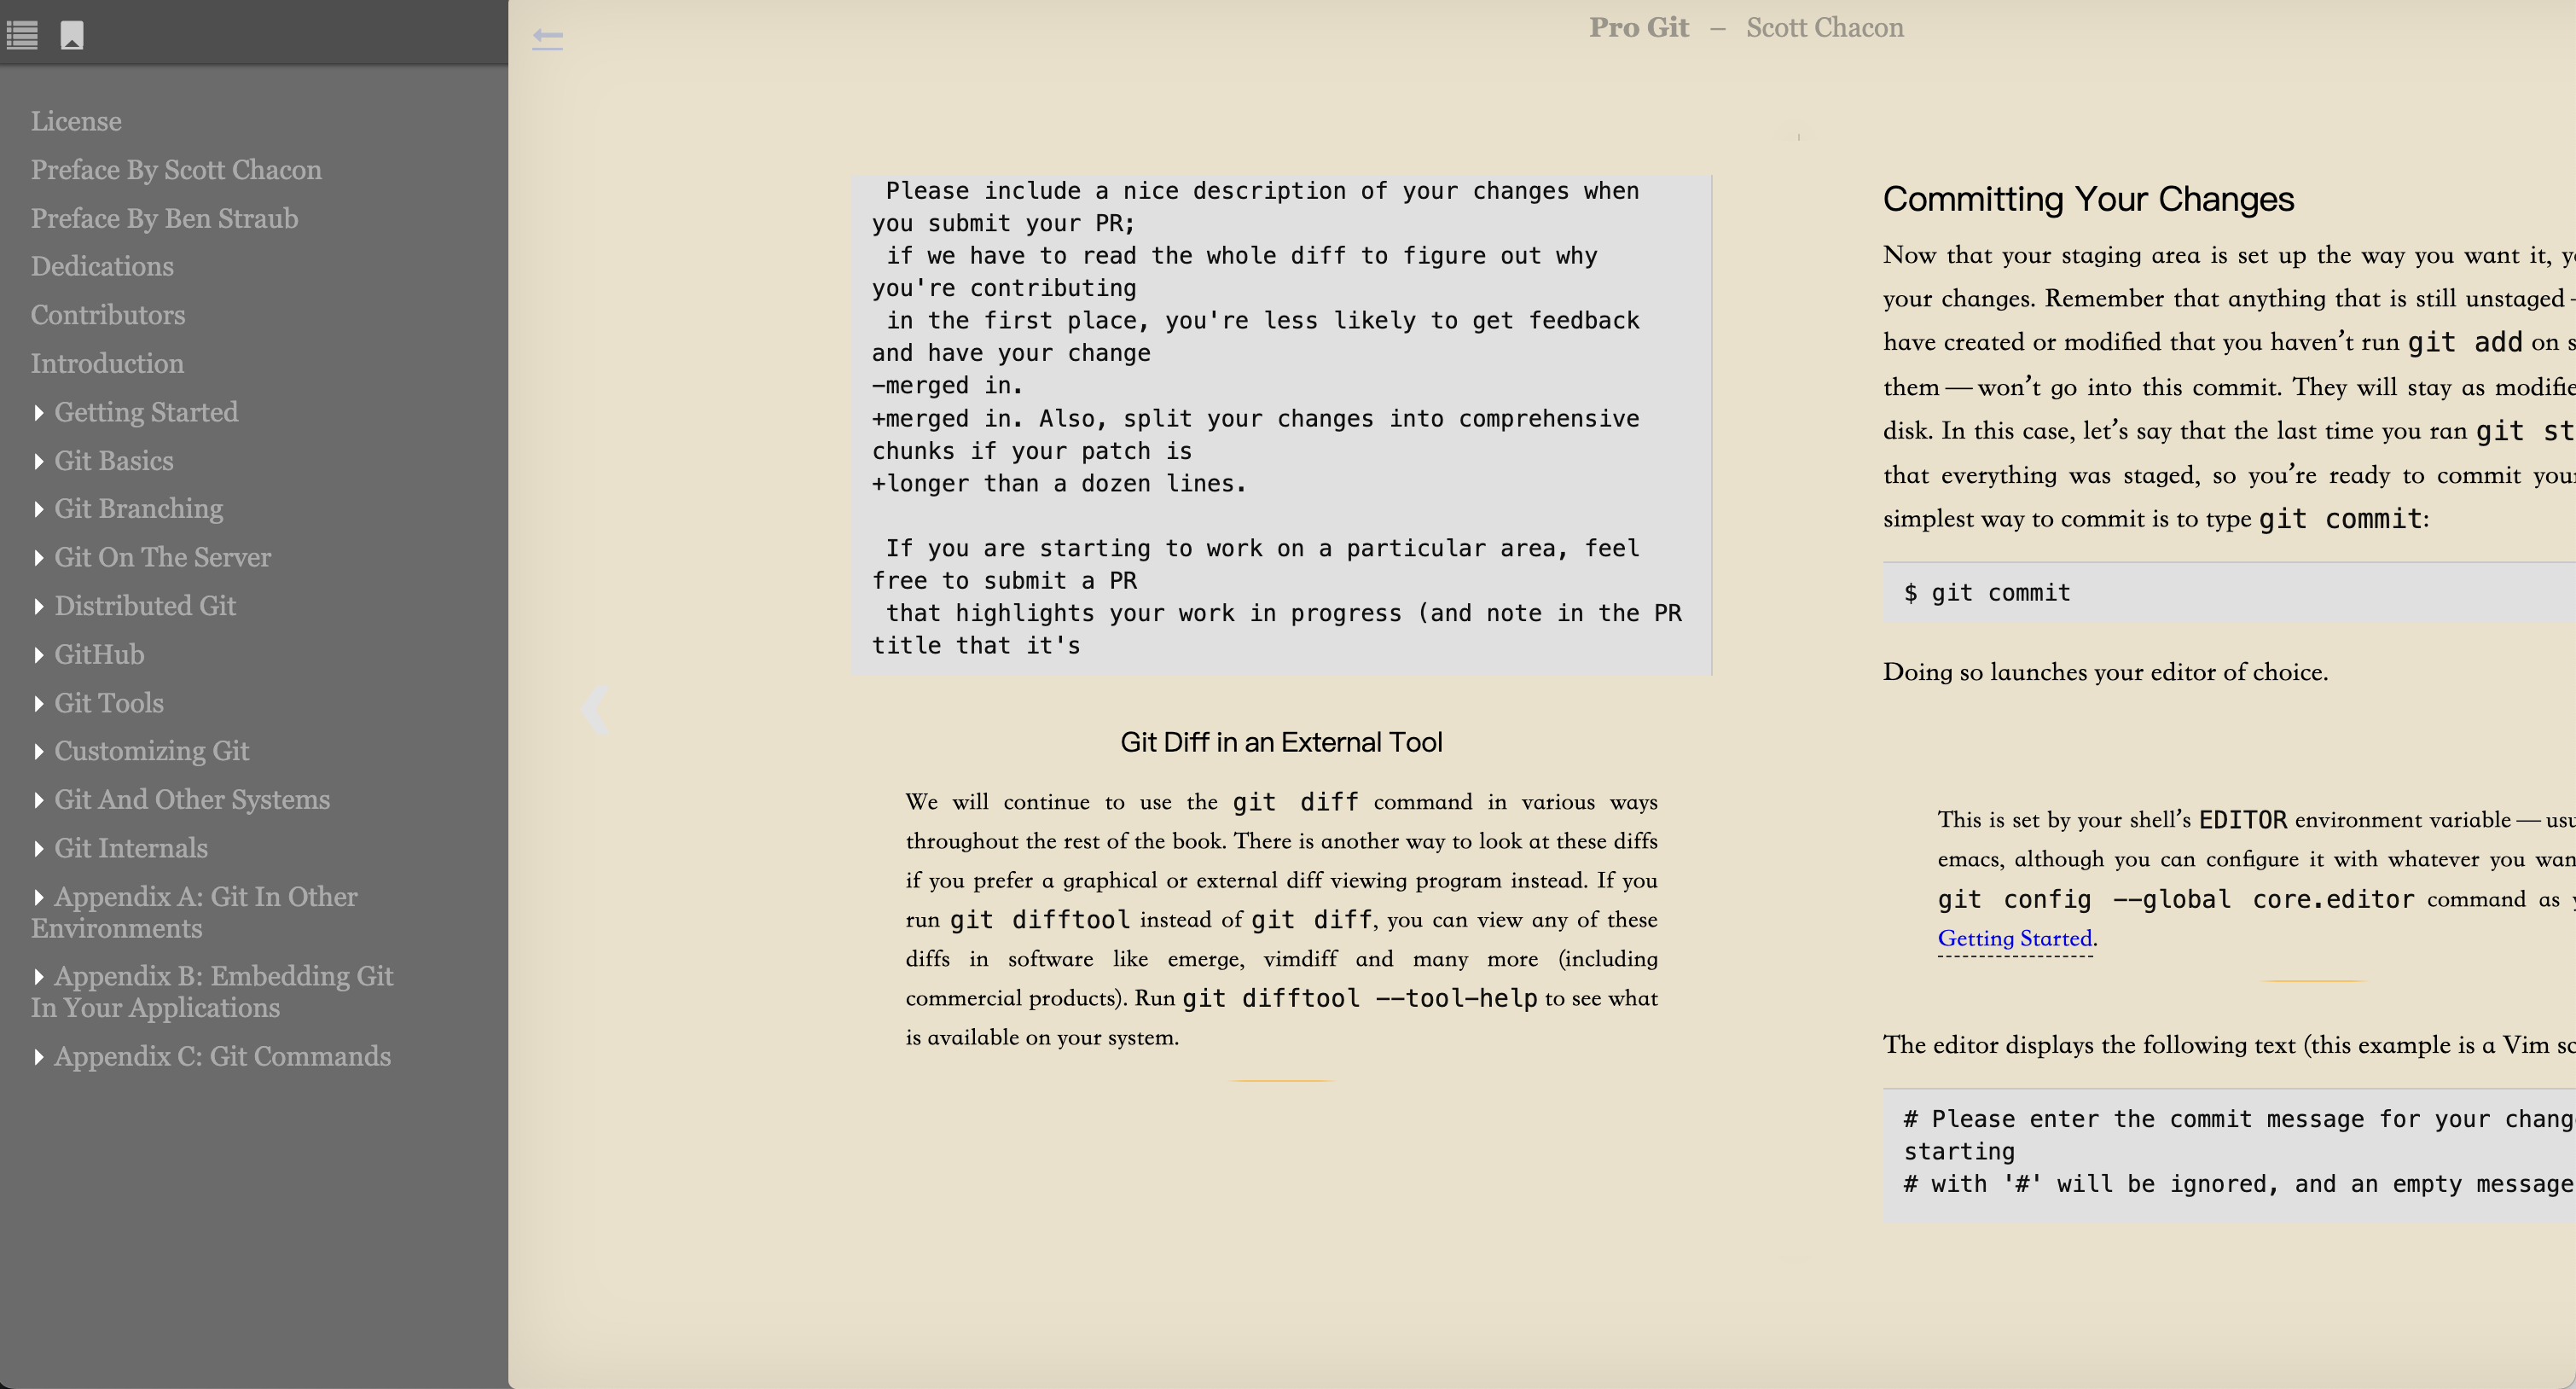 Pro Git – Scott Chacon
License
Preface By Scott Chacon
Preface By Ben Straub
Dedications
Contributors
Introduction
Getting Started
Git Basics
Git Branching
Git On The Server
Distributed Git
GitHub
Git Tools
Customizing Git
Git And Other Systems
Git Internals
Appendix A: Git In Other
Environments
Appendix B: Embedding Git
In Your Applications
Appendix C: Git Commands
Please include a nice description of your changes when
you submit your PR;
if we have to read the whole diff to figure out why
you're contributing
in the first place, you're less likely to get feedback
and have your change
-merged in.
+merged in. Also, split your changes into comprehensive
chunks if your patch is
+longer than a dozen lines.
If you are starting to work on a particular area, feel
free to submit a PR
that highlights your work in progress (and note in the PR
title that it's
Git Diff in an External Tool
We will continue to use the git diff command in various ways
throughout the rest of the book. There is another way to look at these diffs
if you prefer a graphical or external diff viewing program instead. If you
run git difftool instead of git diff, you can view any of these
diffs in software like emerge, vimdiff and many more (including
commercial products). Run git difftool --tool-help to see what
is available on your system.
Committing Your Changes
Now that your staging area is set up the way you want it,
your changes. Remember that anything that is still unstaged
have created or modified that you haven’t run git add on
them — won’t go into this commit. They will stay as
disk. In this case, let’s say that the last time you ran git
that everything was staged, so you’re ready to commit
simplest way to commit is to type git commit:
$ git commit
Doing so launches your editor of choice.
This is set by your shell’s EDITOR environment variable —
emacs, although you can configure it with whatever you
git config --global core.editor command as
Getting Started.
The editor displays the following text (this example is a Vim
# Please enter the commit message for your
starting
# with '#' will be ignored, and an empty message